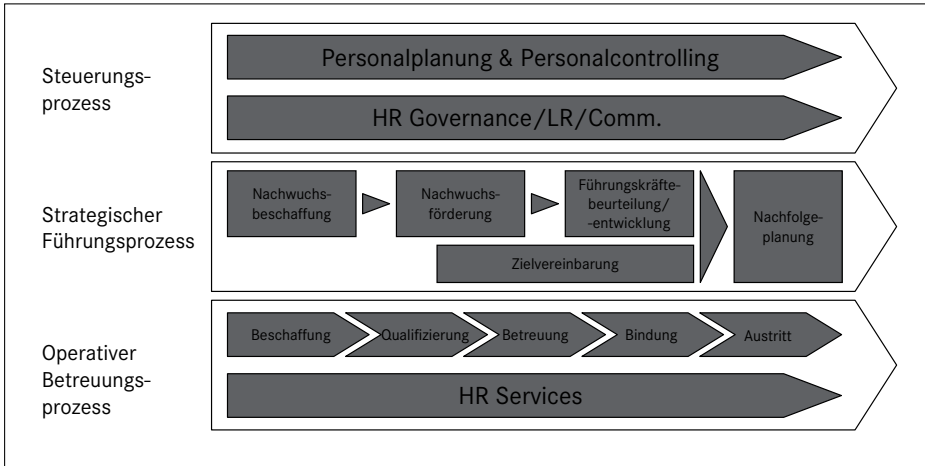 Steuerungs-
prozess
Personalplanung & Personalcontrolling
HR Governance/LR/Comm.
Strategischer
Führungsprozess
Nachwuchs-
beschaffung
Nachwuchs-
förderung
Führungskräfte-
beurteilung/
-entwicklung
Zielvereinbarung
Nachfolge-
planung
Operativer
Betreuungs-
prozess
Beschaffung
Qualifizierung
Betreuung
Bindung
Austritt
HR Services